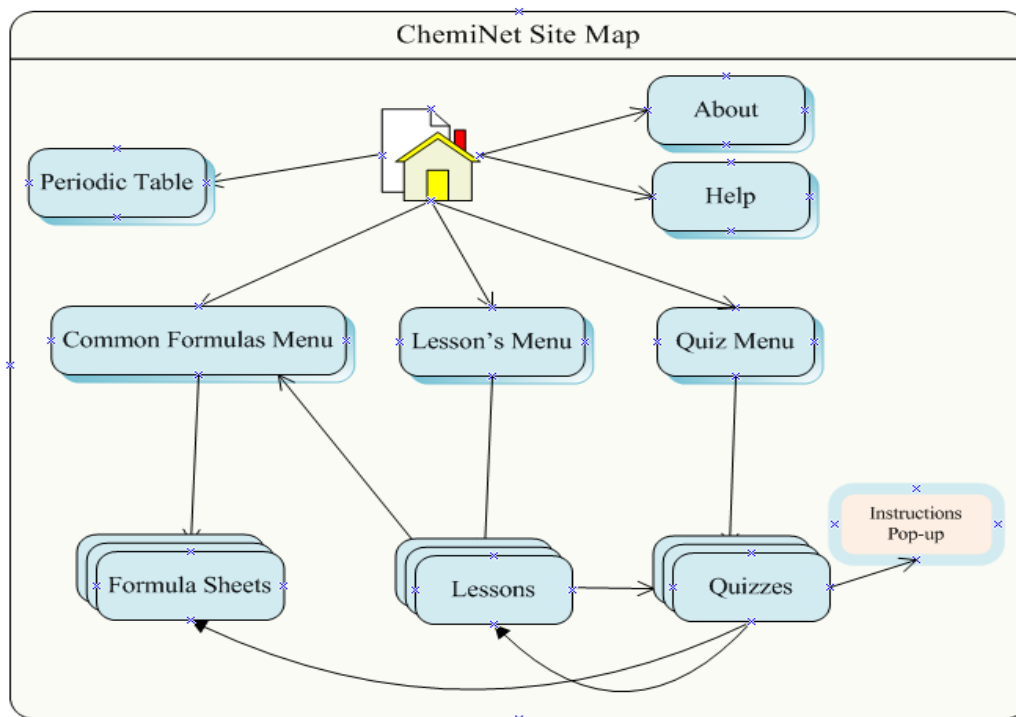 ChemiNet Site Map
About
Periodic Table
Help
Common Formulas Menu
Lesson's Menu
Quiz Menu
Instructions
Pop-up
Formula Sheets
Lessons
Quizzes